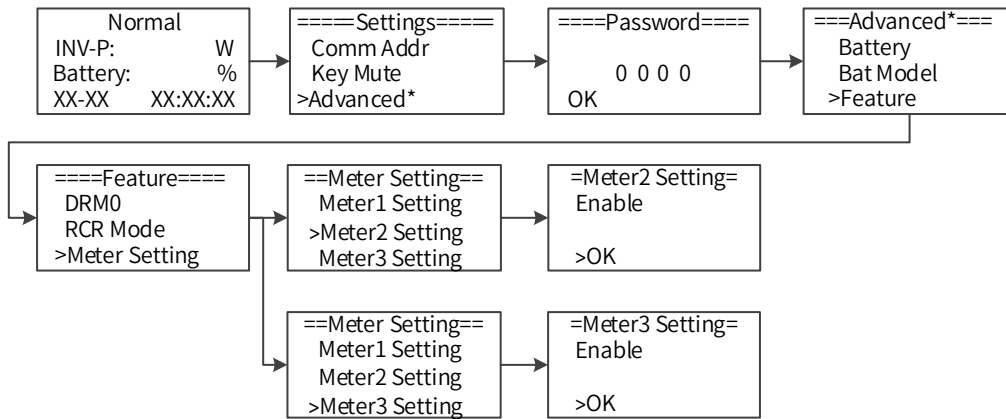 Normal
INV-P: W
Battery: %
XX-XX XX:XX:XX
=====Settings=====
Comm Addr
Key Mute
>Advanced*
====Password====
0 0 0 0
OK
===Advanced*===
Battery
Bat Model
>Feature
====Feature====
DRM0
RCR Mode
>Meter Setting
==Meter Setting==
Meter1 Setting
>Meter2 Setting
Meter3 Setting
=Meter2 Setting=
Enable
>OK
==Meter Setting==
Meter1 Setting
Meter2 Setting
>Meter3 Setting
=Meter3 Setting=
Enable
>OK